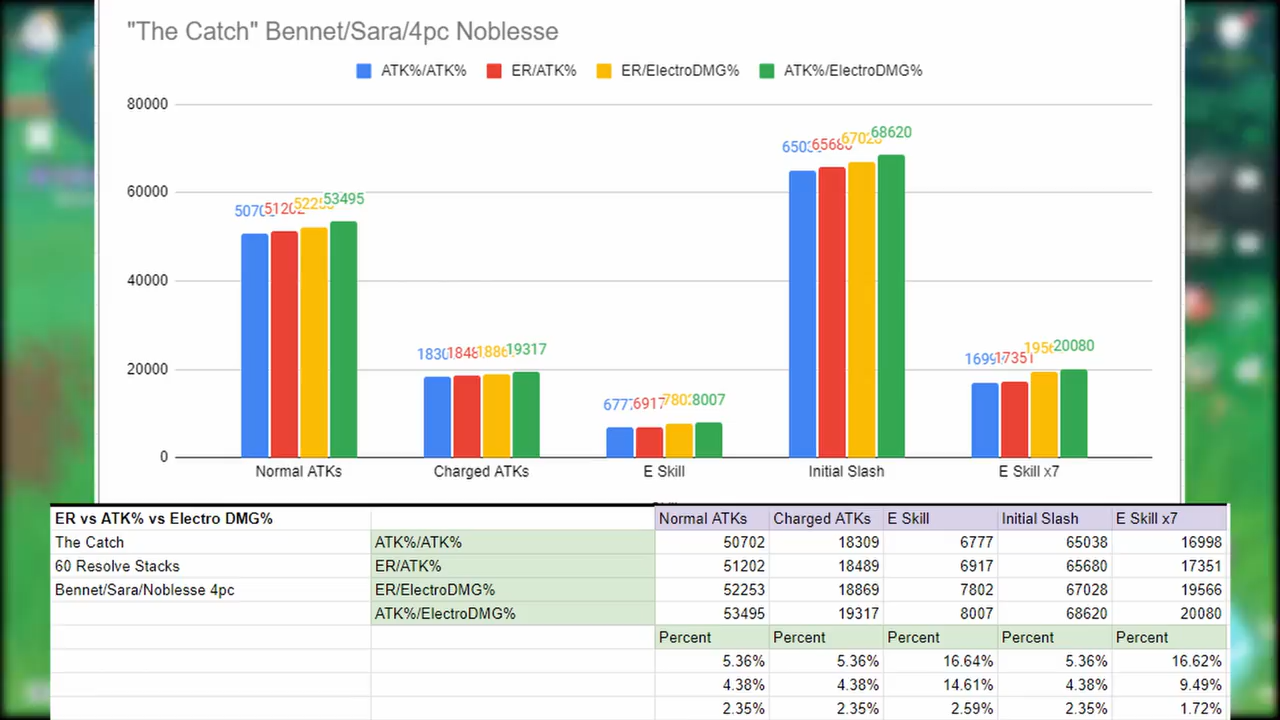 "The Catch" Bennet/Sara/4pc Noblesse
ATK%/ATK% ER/ATK% ER/ElectroDMG% ATK%/ElectroDMG%
80000
68620
60000
53495
40000
20000
19317
17351
20080
6917
8007
0
Normal ATKs Charged ATKs E Skill Initial Slash E Skill x7
ER vs ATK% vs Electro DMG% Normal ATKs Charged ATKs E Skill Initial Slash E Skill x7
The Catch ATK%/ATK% 50702 18309 6777 65038 16998
60 Resolve Stacks ER/ATK% 51202 18489 6917 65680 17351
Bennet/Sara/Noblesse 4pc ER/ElectroDMG% 52253 18869 7802 67028 19566
ATK%/ElectroDMG% 53495 19317 8007 68620 20080
Percent Percent Percent Percent Percent
5.36% 5.36% 16.64% 5.36% 16.62%
4.38% 4.38% 14.61% 4.38% 9.49%
2.35% 2.35% 2.59% 2.35% 1.72%